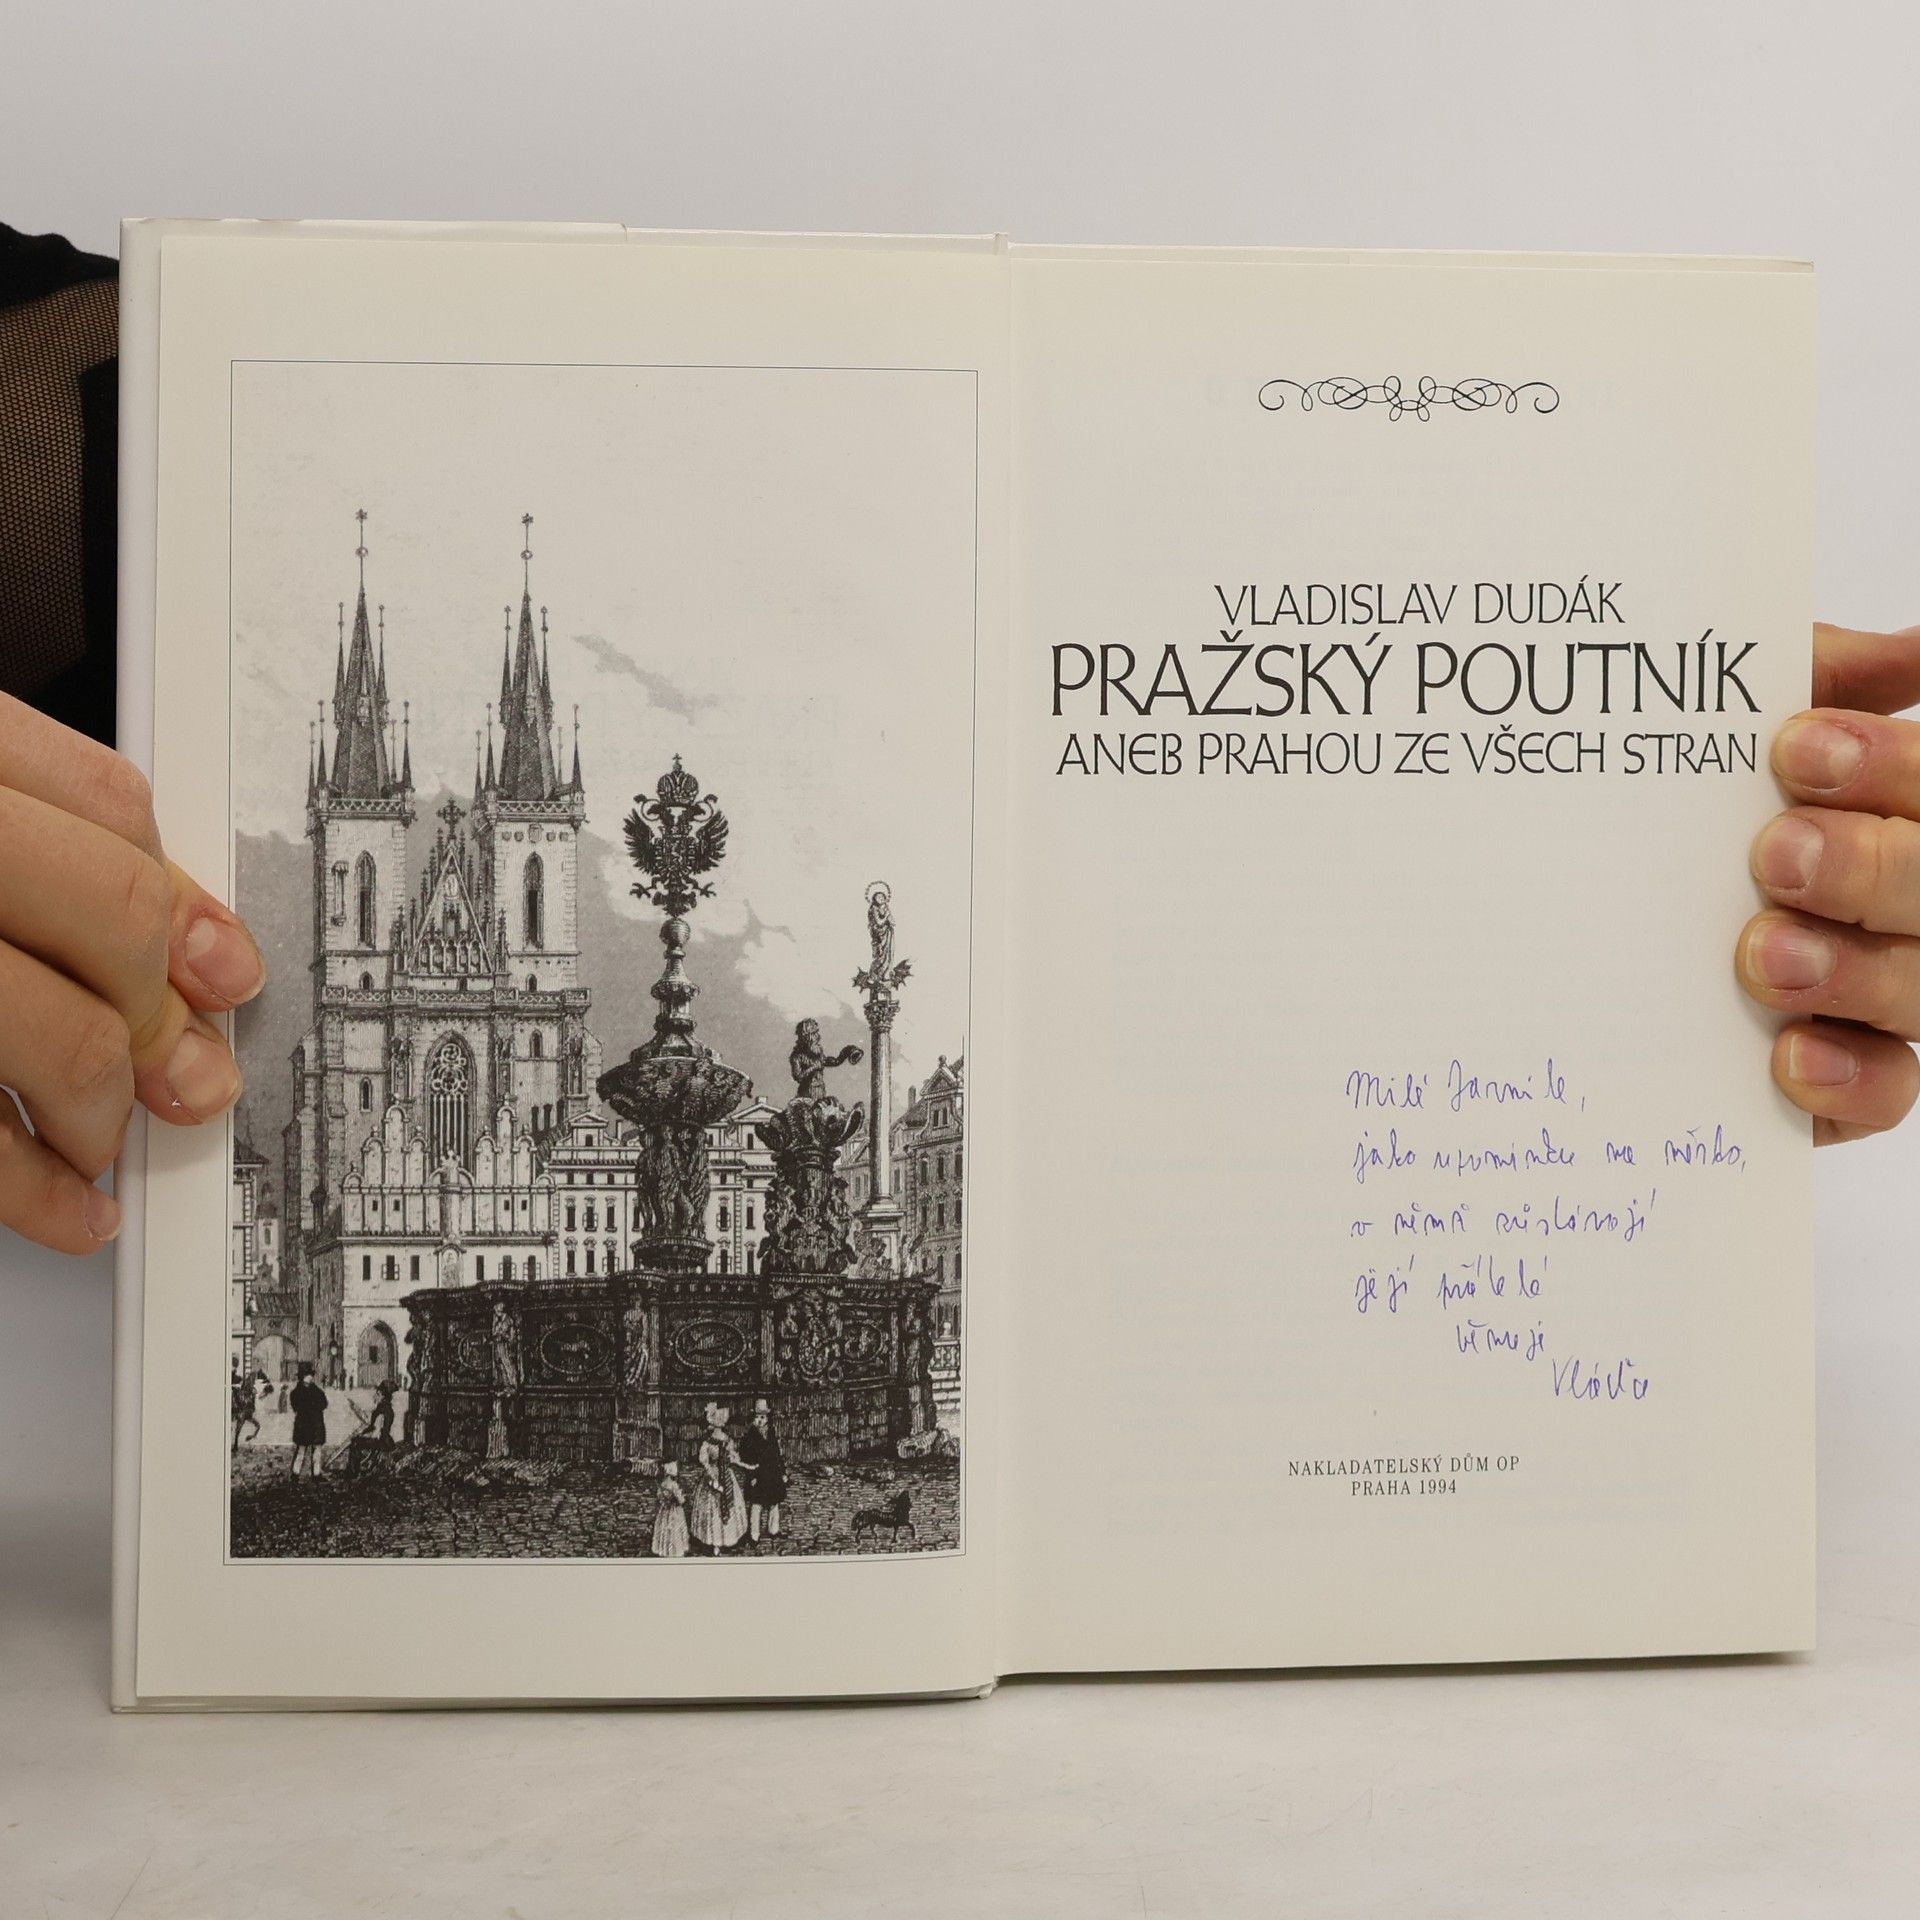 VLADISLAV DUDÁK
PRAŽSKÝ POUTNÍK
ANEB PRAHOU ZE VŠECH STRAN
Milé Jarmile,
jako upomínku na město,
v němž zůstávají
její přátelé
věnuje
Vláďa
NAKLADATELSKÝ DŮM OP
PRAHA 1994